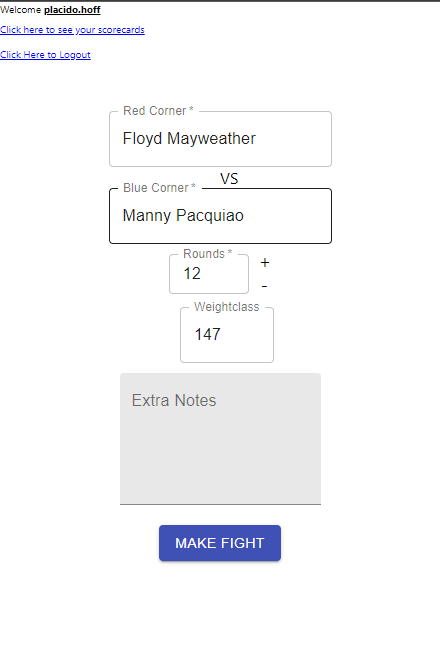 Welcome placido.hoff
Click here to see your scorecards
Click Here to Logout
Red Corner *
Floyd Mayweather
VS
Blue Corner *
Manny Pacquiao
Rounds *
12
+
-
Weightclass
147
Extra Notes
MAKE FIGHT